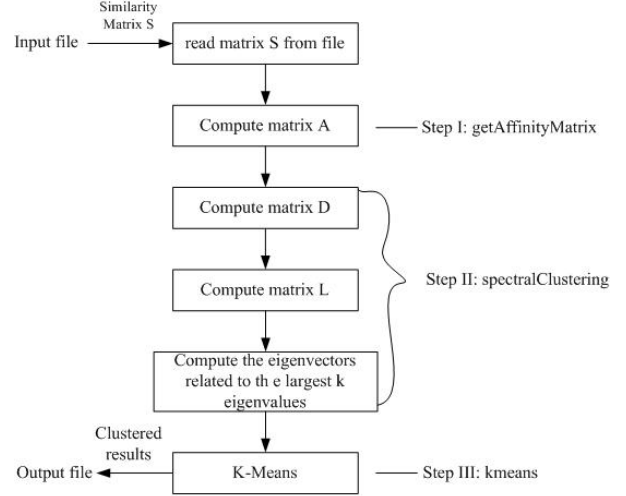 Similarity
Matrix S
Input file
read matrix S from file
Compute matrix A
Step I: getAffinityMatrix
Compute matrix D
Step II: spectralClustering
Compute matrix L
Compute the eigenvectors
related to th e largest k
eigenvalues
Clustered
results
Output file
K-Means
Step III: kmeans